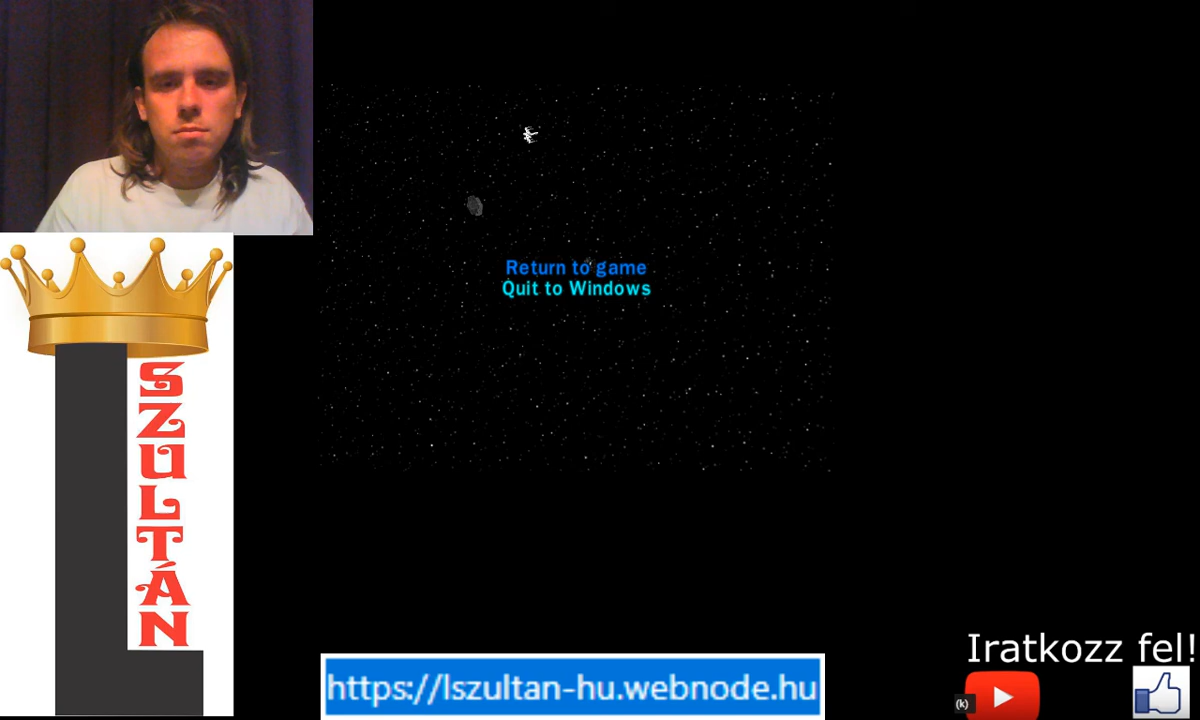 Return to game
Quit to Windows
SZULTÁN
https://lszultan-hu.webnode.hu
Iratkozz fel!
(k)